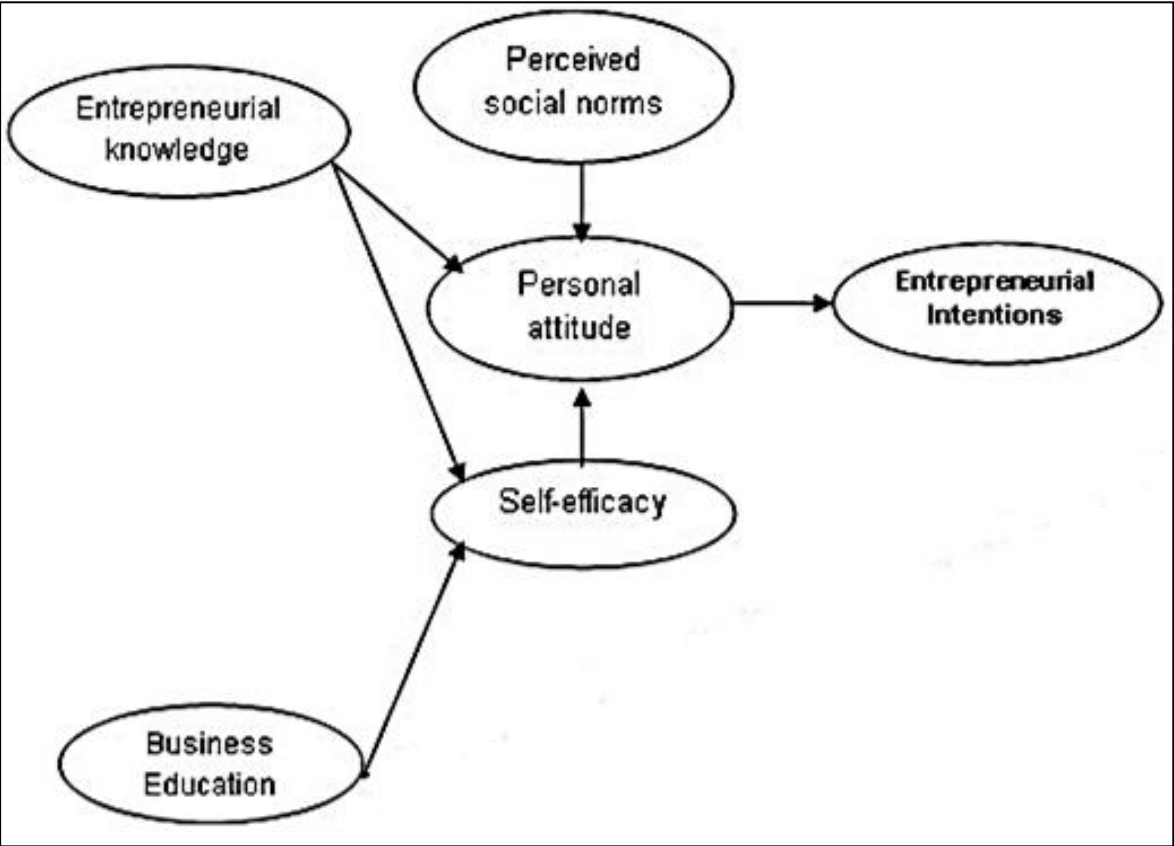 Perceived
social norms
Entrepreneurial
knowledge
Personal
attitude
Entrepreneurial
Intentions
Self-efficacy
Business
Education